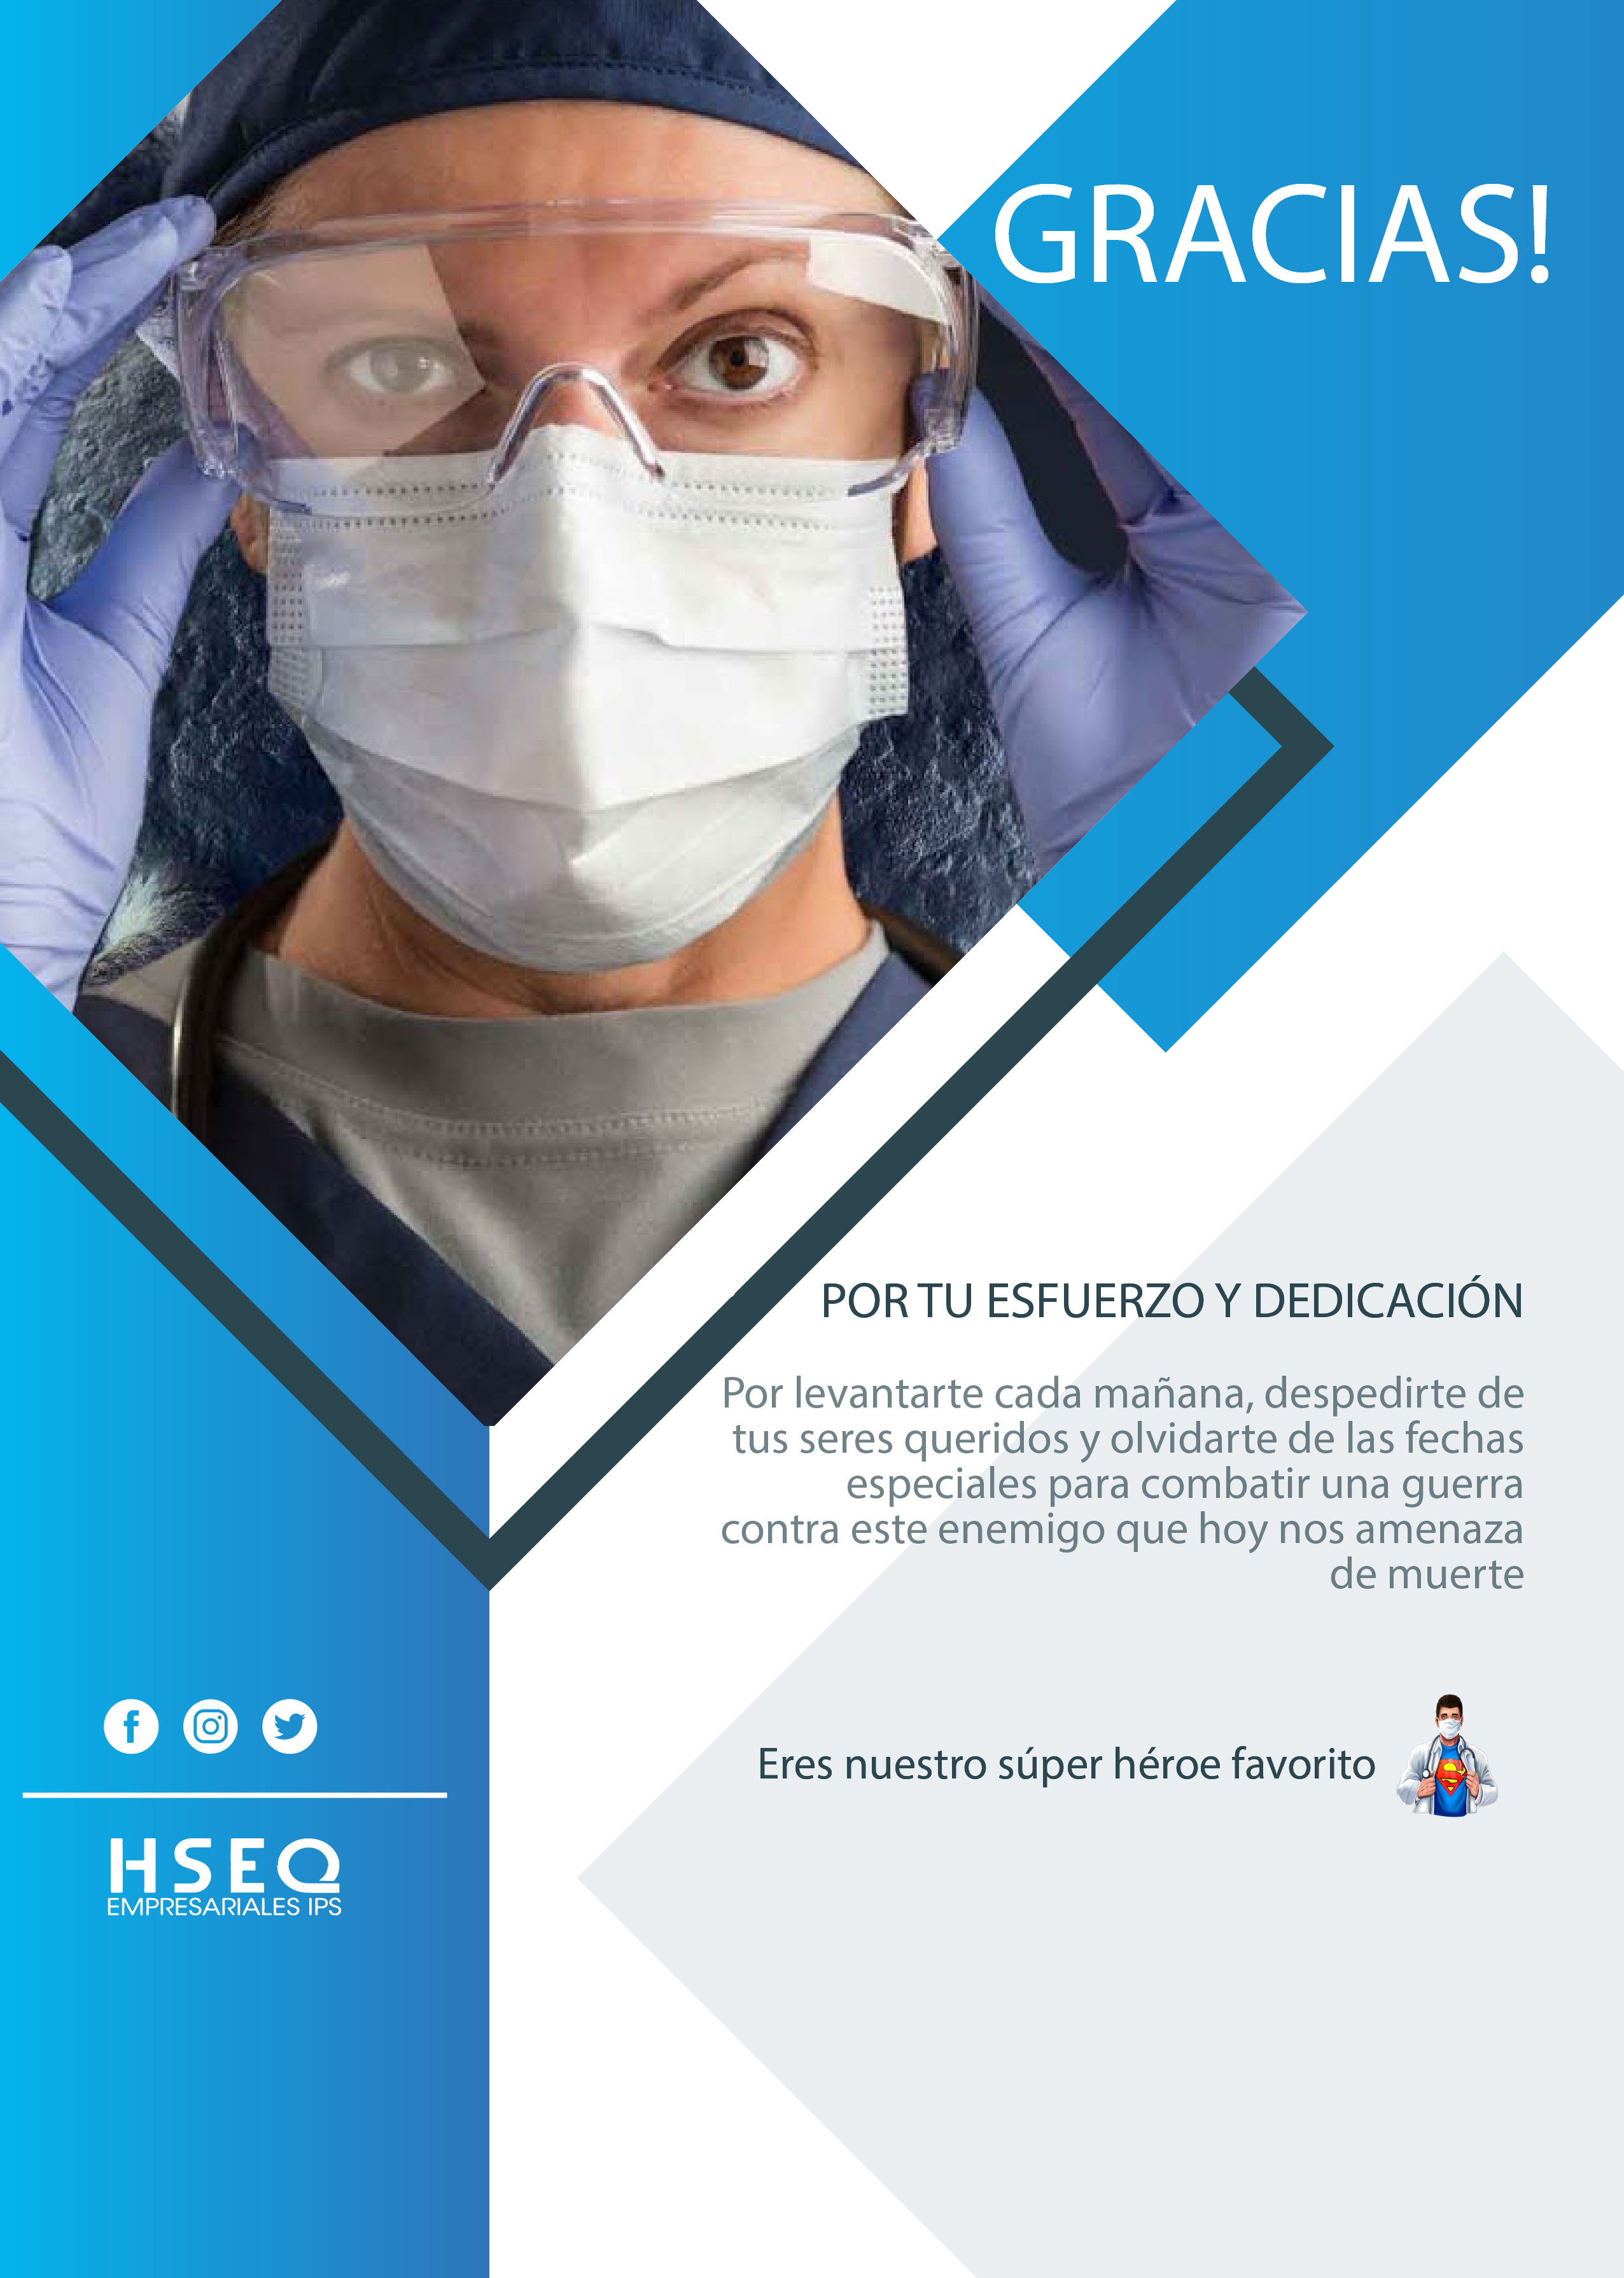 GRACIAS!
POR TU ESFUERZO Y DEDICACIÓN
Por levantarte cada mañana, despedirte de
tus seres queridos y olvidarte de las fechas
especiales para combatir una guerra
contra este enemigo que hoy nos amenaza
de muerte
Eres nuestro súper héroe favorito
HSEQ
EMPRESARIALES IPS